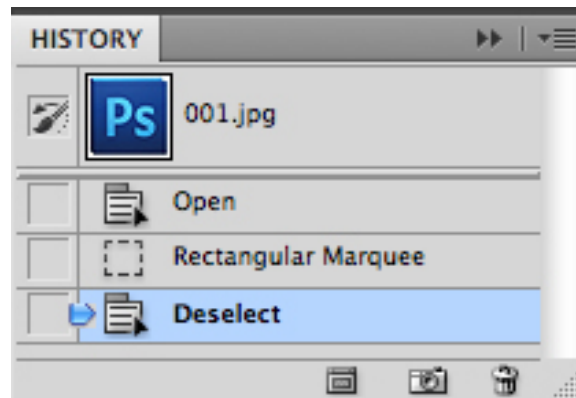 HISTORY
Ps 001.jpg
Open
Rectangular Marquee
Deselect